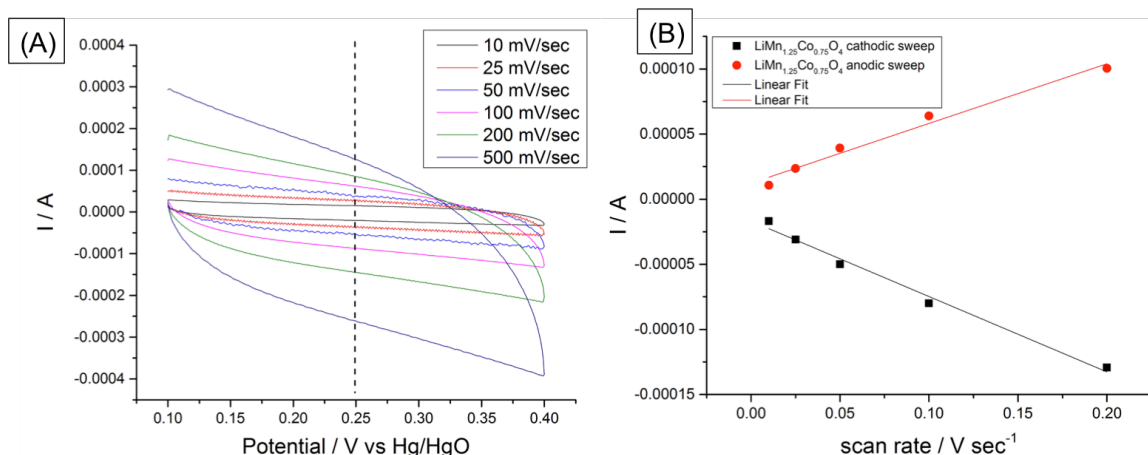 (A)
10 mV/sec
25 mV/sec
50 mV/sec
100 mV/sec
200 mV/sec
500 mV/sec
0.0004
0.0003
0.0002
0.0001
0.0000
-0.0001
-0.0002
-0.0003
-0.0004
I / A
0.10 0.15 0.20 0.25 0.30 0.35 0.40
Potential / V vs Hg/HgO
(B)
LiMn₁.₂₅Co₀.₇₅O₄ cathodic sweep
LiMn₁.₂₅Co₀.₇₅O₄ anodic sweep
Linear Fit
Linear Fit
0.00010
0.00005
0.00000
-0.00005
-0.00010
-0.00015
I / A
0.00 0.05 0.10 0.15 0.20
scan rate / V sec⁻¹